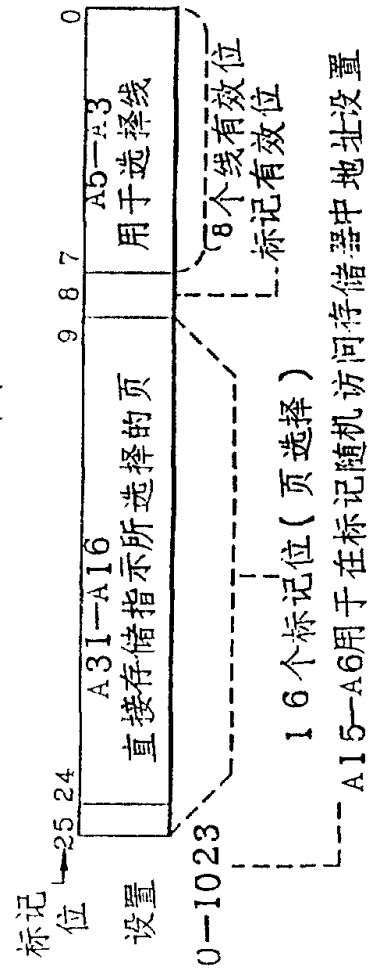 标记位 25 24 9 8 7 0
A31—A16 A5—A3
设置 直接存储指示所选择的页 用于选择线
0—1023
8个线有效位
标记有效位
16个标记位(页选择)
A15—A6用于在标记随机访问存储器中地址设置